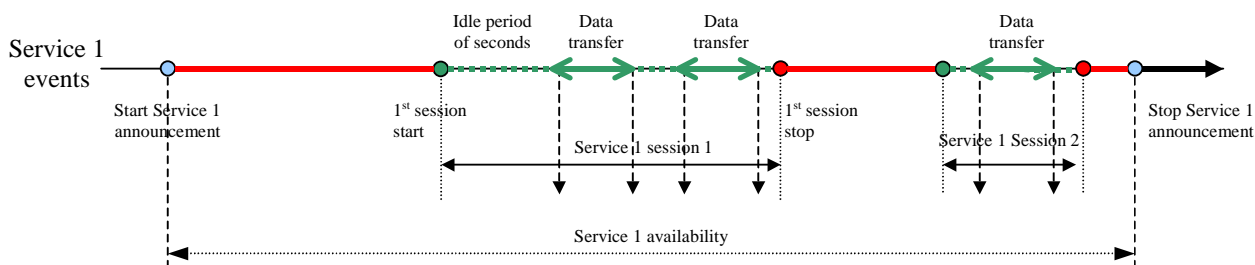 Idle period
of seconds
Data
transfer
Data
transfer
Data
transfer
Service 1
events
Start Service 1
announcement
1st session
start
1st session
stop
Stop Service 1
announcement
Service 1 session 1
Service 1 Session 2
Service 1 availability